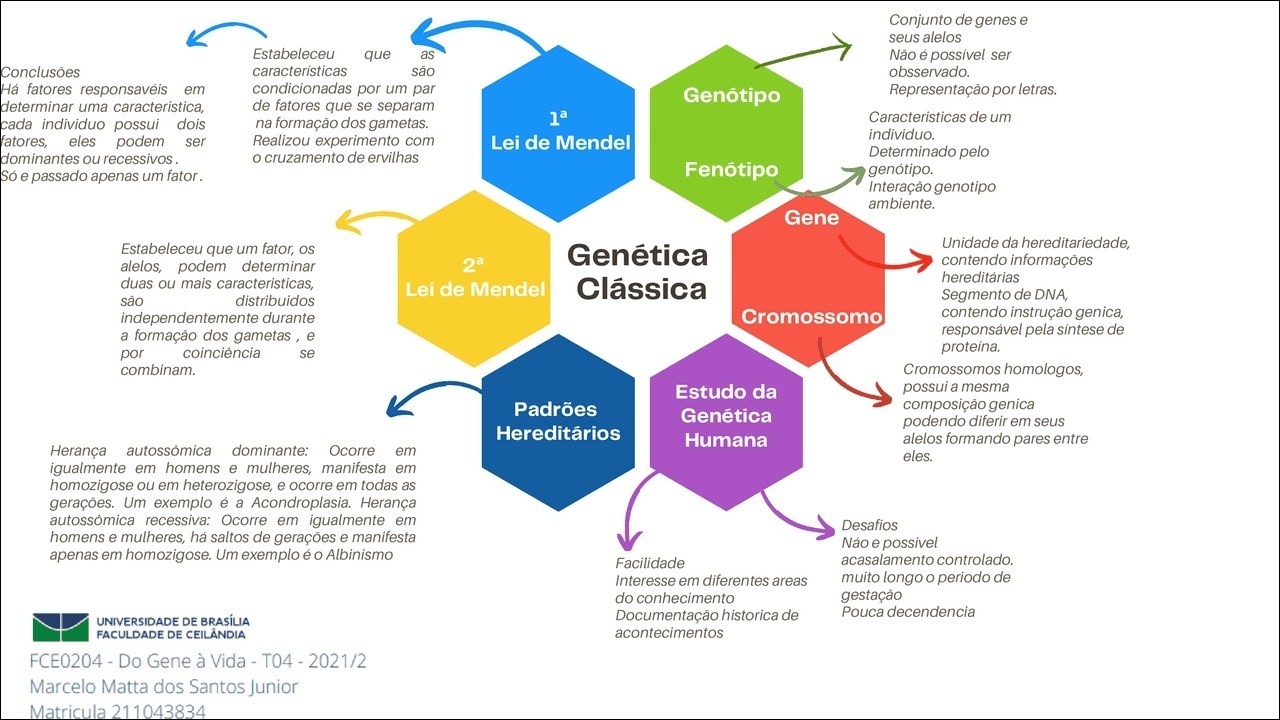 Conclusões
Há fatores responsavéis em
determinar uma caracteristica,
cada individuo possui dois
fatores, eles podem ser
dominantes ou recessivos .
Só e passado apenas um fator .
Estabeleceu que as
características são
condicionadas por um par
de fatores que se separam
na formação dos gametas.
Realizou experimento com
o cruzamento de ervilhas
1ª
Lei de Mendel
Genótipo
Fenótipo
Conjunto de genes e
seus alelos
Não é possível ser
obsservado.
Representação por letras.
Caracteristicas de um
individuo.
Determinado pelo
génotipo.
Interação genotipo
ambiente.
Estabeleceu que um fator, os
alelos, podem determinar
duas ou mais caracteristicas,
são distribuidos
independentemente durante
a formação dos gametas , e
por coinciência se
combinam.
2ª
Lei de Mendel
Genética
Clássica
Gene
Cromossomo
Unidade da hereditariedade,
contendo informações
hereditárias
Segmento de DNA,
contendo instrução genica,
responsável pela síntese de
proteína.
Cromossomos homologos,
possui a mesma
composição genica
podendo diferir em seus
alelos formando pares entre
eles.
Padrões
Hereditários
Estudo da
Genética
Humana
Herança autossômica dominante: Ocorre em
igualmente em homens e mulheres, manifesta em
homozigose ou em heterozigose, e ocorre em todas as
gerações. Um exemplo é a Acondroplasia. Herança
autossômica recessiva: Ocorre em igualmente em
homens e mulheres, há saltos de gerações e manifesta
apenas em homozigose. Um exemplo é o Albinismo
Facilidade
Interesse em diferentes areas
do conhecimento
Documentação historica de
acontecimentos
Desafios
Não e possivel
acasalamento controlado.
muito longo o periodo de
gestação
Pouca decendencia
UNIVERSIDADE DE BRASÍLIA
FACULDADE DE CEILÂNDIA
FCE0204 - Do Gene à Vida - T04 - 2021/2
Marcelo Matta dos Santos Junior
Matricula 211043834